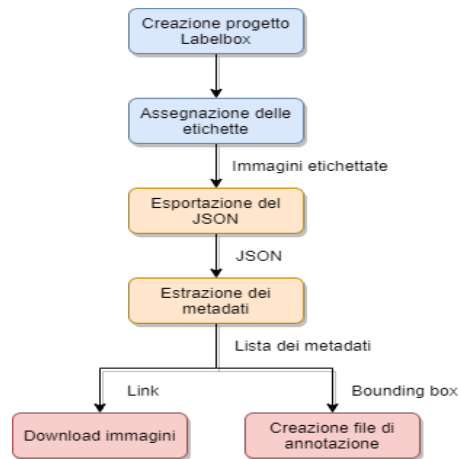 Creazione progetto
Labelbox
Assegnazione delle
etichette
Immagini etichettate
Esportazione del
JSON
JSON
Estrazione dei
metadati
Lista dei metadati
Link
Bounding box
Download immagini
Creazione file di
annotazione